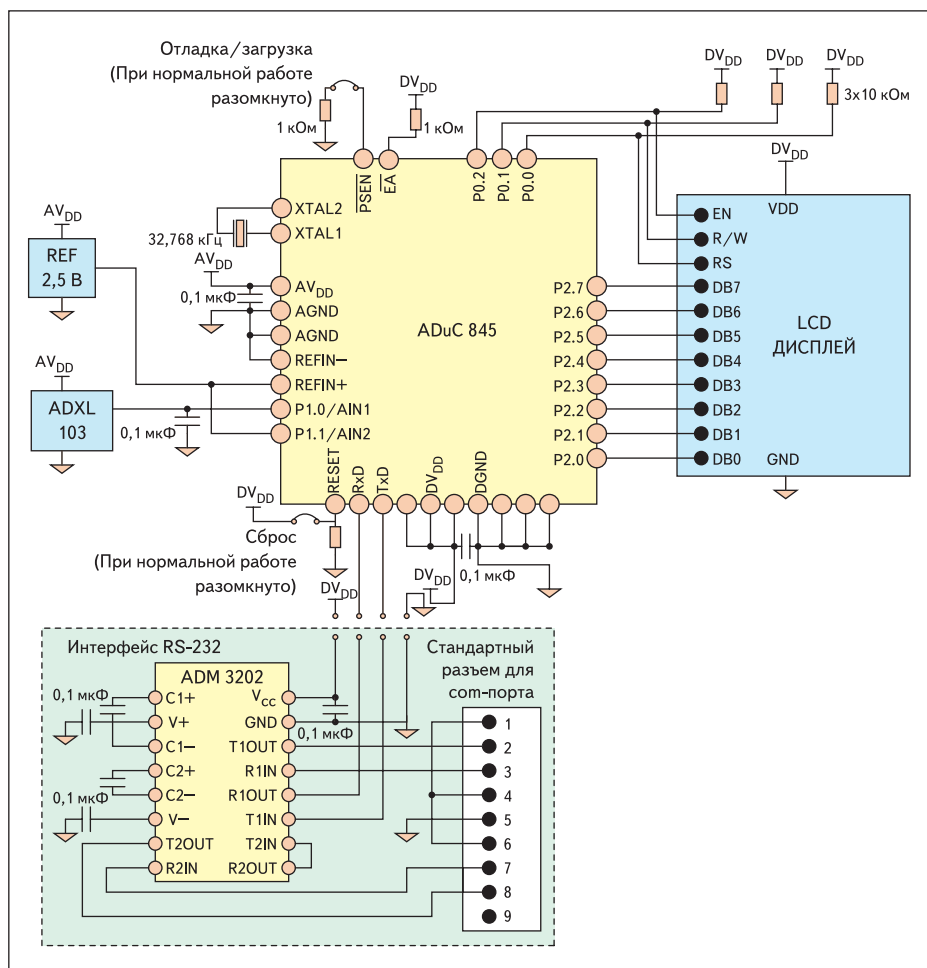 Отладка/загрузка
(При нормальной работе
разомкнуто)
1 кОм
DVDD
1 кОм
DVDD
DVDD
DVDD
3x10 кОм
PSEN
EA
P0.2
P0.1
P0.0
DVDD
VDD
XTAL2
XTAL1
32,768 кГц
AVDD
REF
2,5 В
AVDD
0,1 мкФ
AVDD
AGND
AGND
REFIN−
REFIN+
P1.0/AIN1
P1.1/AIN2
ADuC 845
AVDD
ADXL
103
0,1 мкФ
P2.7
P2.6
P2.5
P2.4
P2.3
P2.2
P2.1
P2.0
EN
R/W
RS
DB7
DB6
DB5
DB4
DB3
DB2
DB1
DB0
LCD
ДИСПЛЕЙ
GND
RESET
RxD
TxD
DVDD
DGND
DVDD
Сброс
(При нормальной работе
разомкнуто)
0,1 мкФ
DVDD
DVDD
Интерфейс RS-232
Стандартный
разъем для
com-порта
ADM 3202
0,1 мкФ
C1+
V+
C1−
C2+
C2−
V−
T2OUT
R2IN
0,1 мкФ
VCC
GND
T1OUT
R1IN
R1OUT
T1IN
T2IN
R2OUT
0,1 мкФ
1
2
3
4
5
6
7
8
9